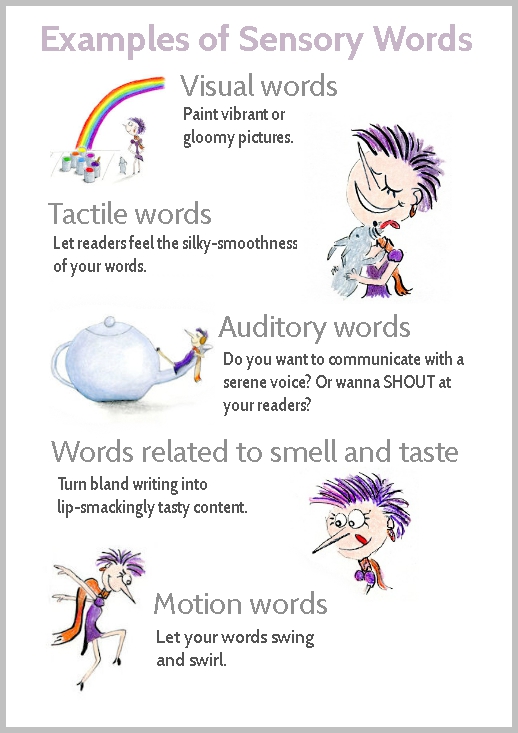 Examples of Sensory Words
Visual words
Paint vibrant or
gloomy pictures.
Tactile words
Let readers feel the silky-smoothness
of your words.
Auditory words
Do you want to communicate with a
serene voice? Or wanna SHOUT at
your readers?
Words related to smell and taste
Turn bland writing into
lip-smackingly tasty content.
Motion words
Let your words swing
and swirl.